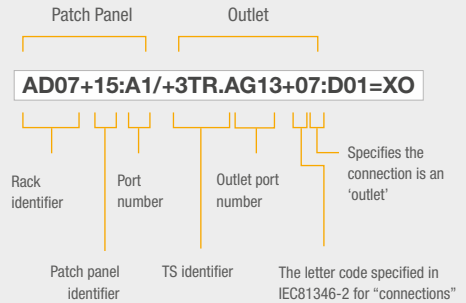 Patch Panel
Outlet
AD07+15:A1/+3TR.AG13+07:D01=XO
Rack
identifier
Port
number
Outlet port
number
Specifies the
connection is an
‘outlet’
Patch panel
identifier
TS identifier
The letter code specified in
IEC81346-2 for “connections”